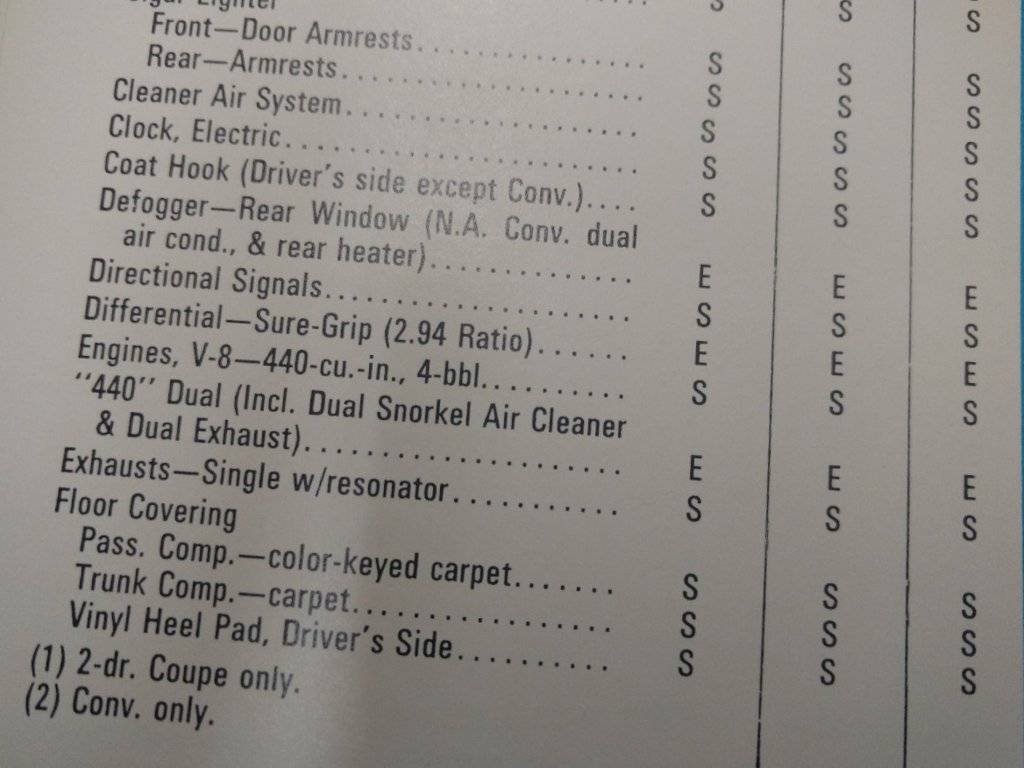 Lighter.......... S S S
Front—Door Armrests.......... S S S
Rear—Armrests.......... S S S
Cleaner Air System.......... S S S
Clock, Electric.......... S S S
Coat Hook (Driver's side except Conv.).... S S S
Defogger—Rear Window (N.A. Conv. dual
air cond., & rear heater).......... E E E
Directional Signals.......... S S S
Differential—Sure-Grip (2.94 Ratio)...... E E E
Engines, V-8—440-cu.-in., 4-bbl.......... S S S
"440" Dual (Incl. Dual Snorkel Air Cleaner
& Dual Exhaust).......... E E E
Exhausts—Single w/resonator.......... S S S
Floor Covering
Pass. Comp.—color-keyed carpet....... S S S
Trunk Comp.—carpet.......... S S S
Vinyl Heel Pad, Driver's Side.......... S S S
(1) 2-dr. Coupe only.
(2) Conv. only.